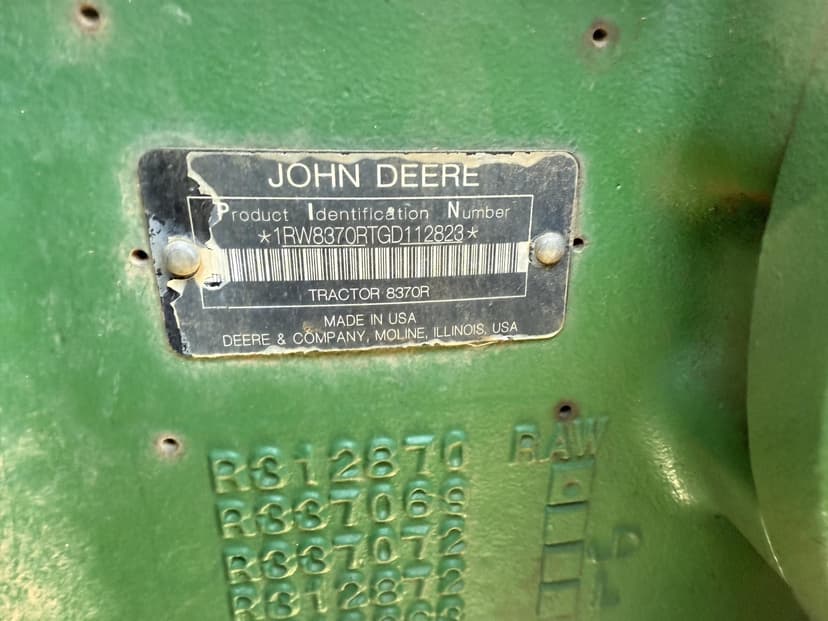 JOHN DEERE
Product Identification Number
*1RW8370RTGD112823*
TRACTOR 8370R
MADE IN USA
DEERE & COMPANY, MOLINE, ILLINOIS, USA
R312870 RAW
R337069
R337072
R312872